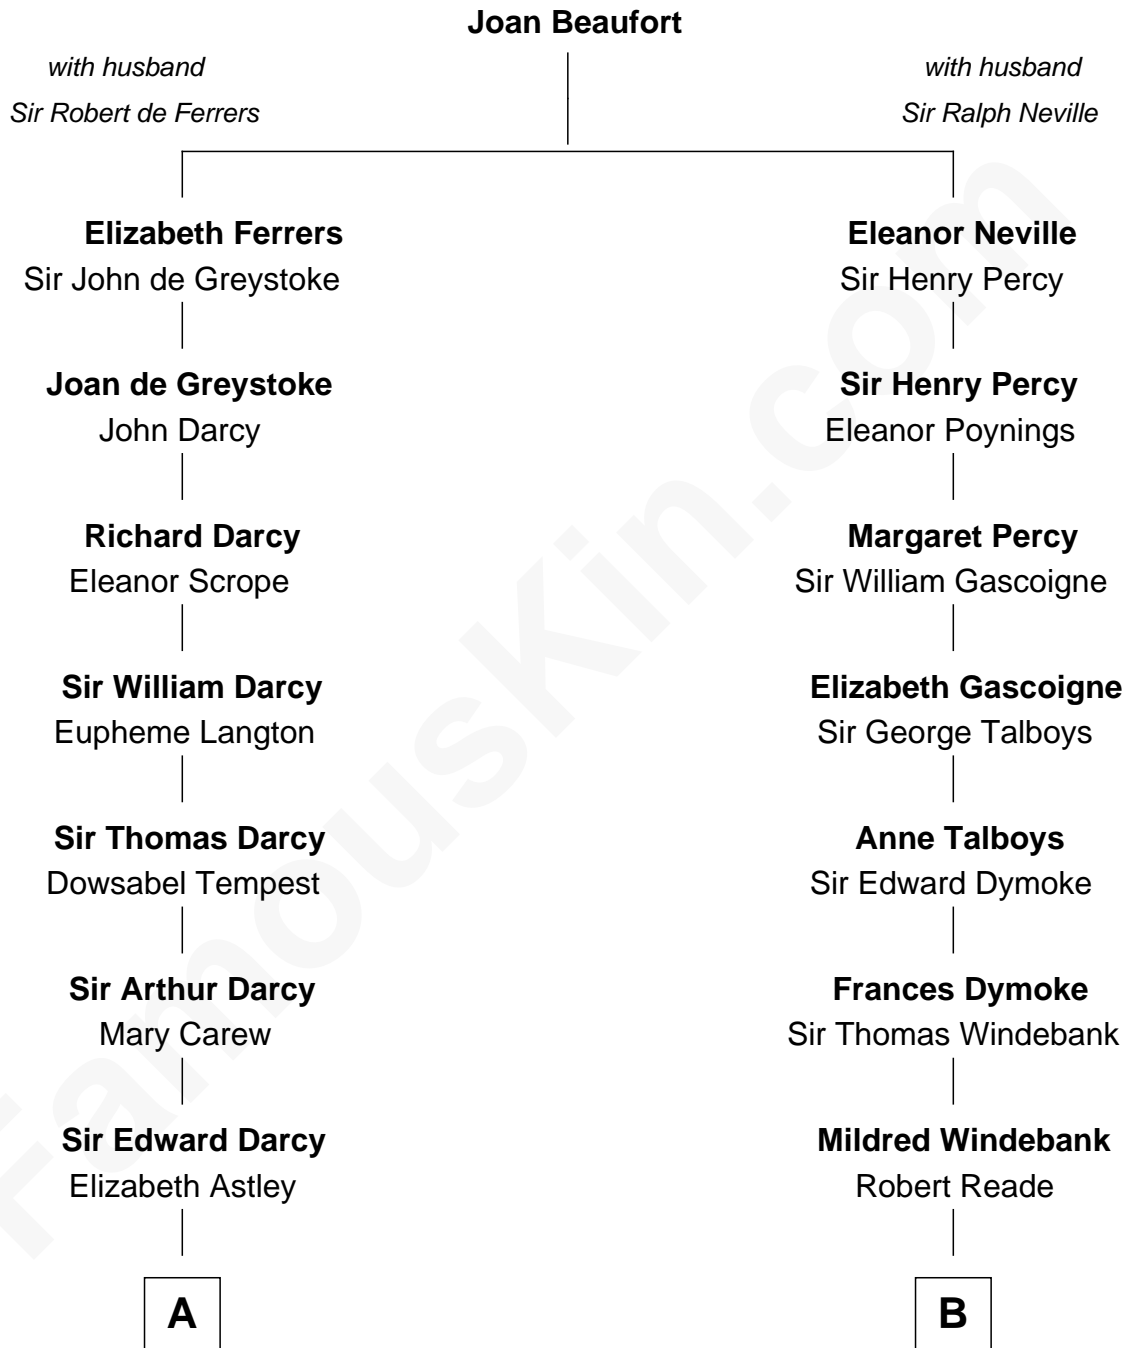 Joan Beaufort
with husband
Sir Robert de Ferrers
with husband
Sir Ralph Neville
Elizabeth Ferrers
Sir John de Greystoke
Eleanor Neville
Sir Henry Percy
Joan de Greystoke
John Darcy
Sir Henry Percy
Eleanor Poynings
Richard Darcy
Eleanor Scrope
Margaret Percy
Sir William Gascoigne
Sir William Darcy
Eupheme Langton
Elizabeth Gascoigne
Sir George Talboys
Sir Thomas Darcy
Dowsabel Tempest
Anne Talboys
Sir Edward Dymoke
Sir Arthur Darcy
Mary Carew
Frances Dymoke
Sir Thomas Windebank
Sir Edward Darcy
Elizabeth Astley
Mildred Windebank
Robert Reade
A
B
FamousKin.com